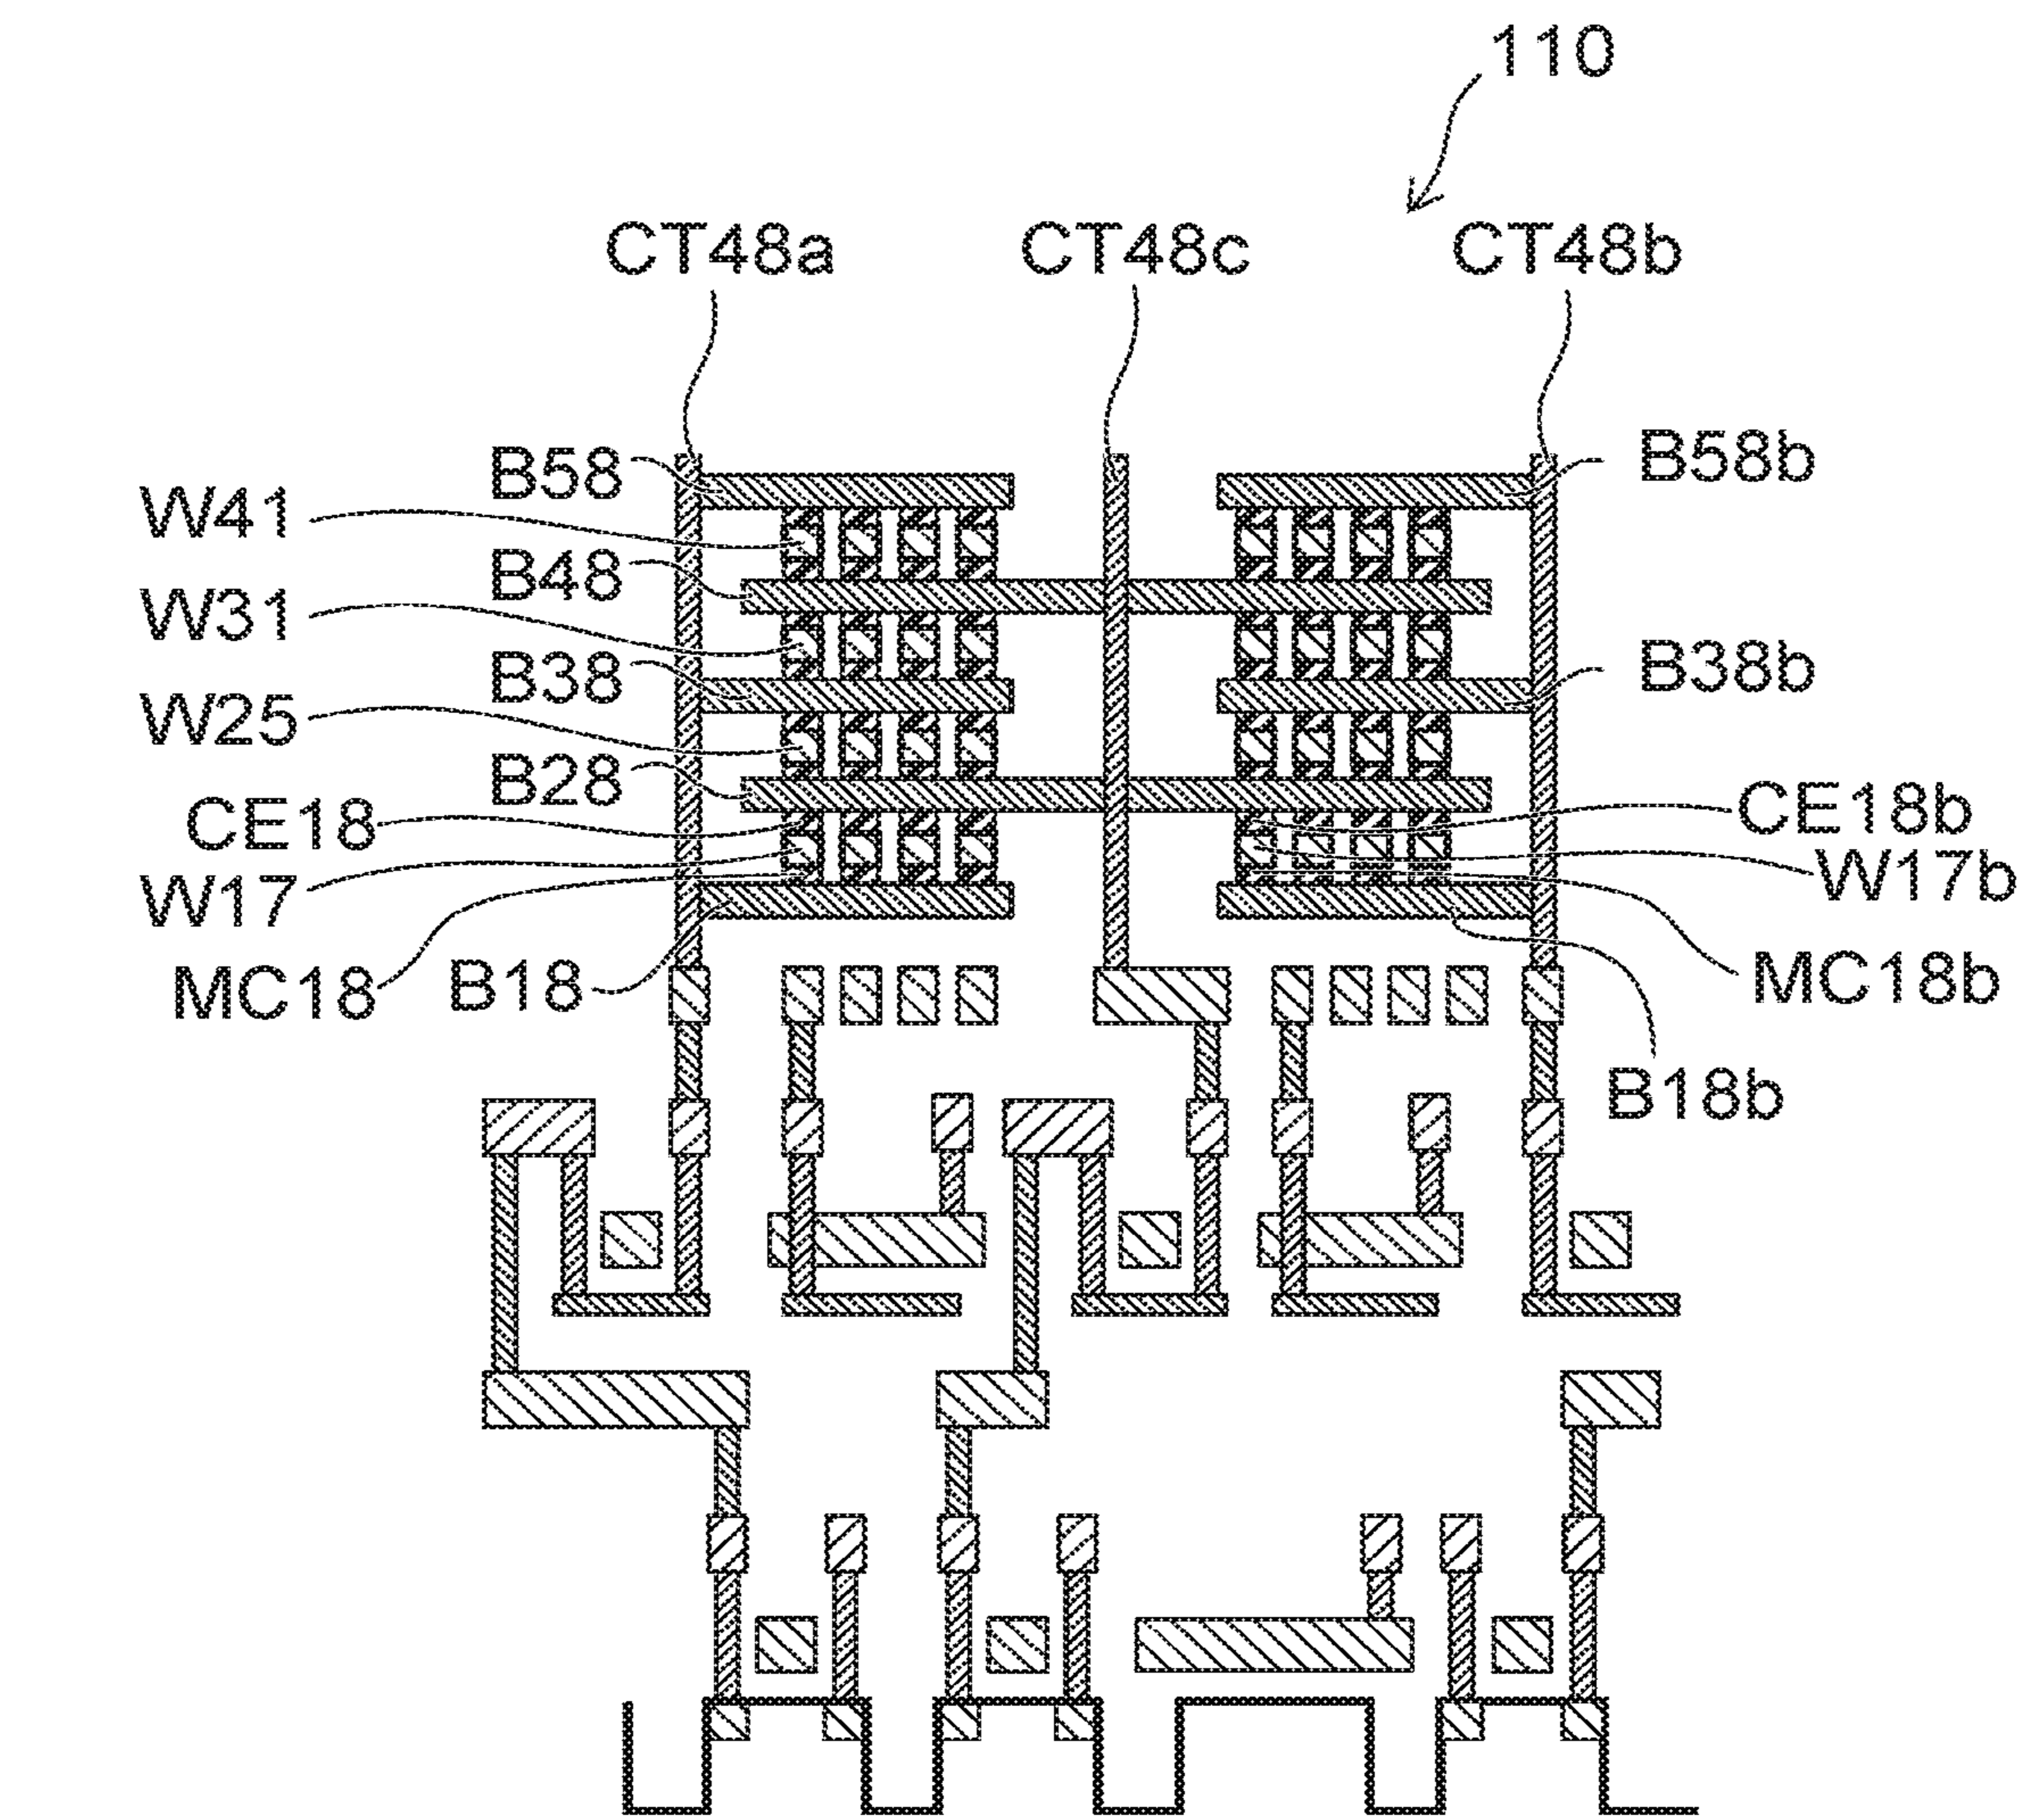 110
CT48a CT48c CT48b
B58 B58b
W41
B48
W31
B38 B38b
W25
B28
CE18 CE18b
W17 W17b
MC18 B18 MC18b
B18b